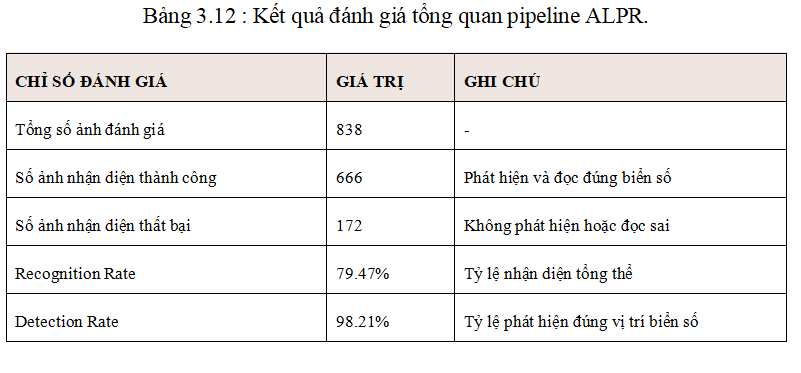 Bảng 3.12 : Kết quả đánh giá tổng quan pipeline ALPR.
CHỈ SỐ ĐÁNH GIÁ GIÁ TRỊ GHI CHÚ
Tổng số ảnh đánh giá 838 -
Số ảnh nhận diện thành công 666 Phát hiện và đọc đúng biển số
Số ảnh nhận diện thất bại 172 Không phát hiện hoặc đọc sai
Recognition Rate 79.47% Tỷ lệ nhận diện tổng thể
Detection Rate 98.21% Tỷ lệ phát hiện đúng vị trí biển số